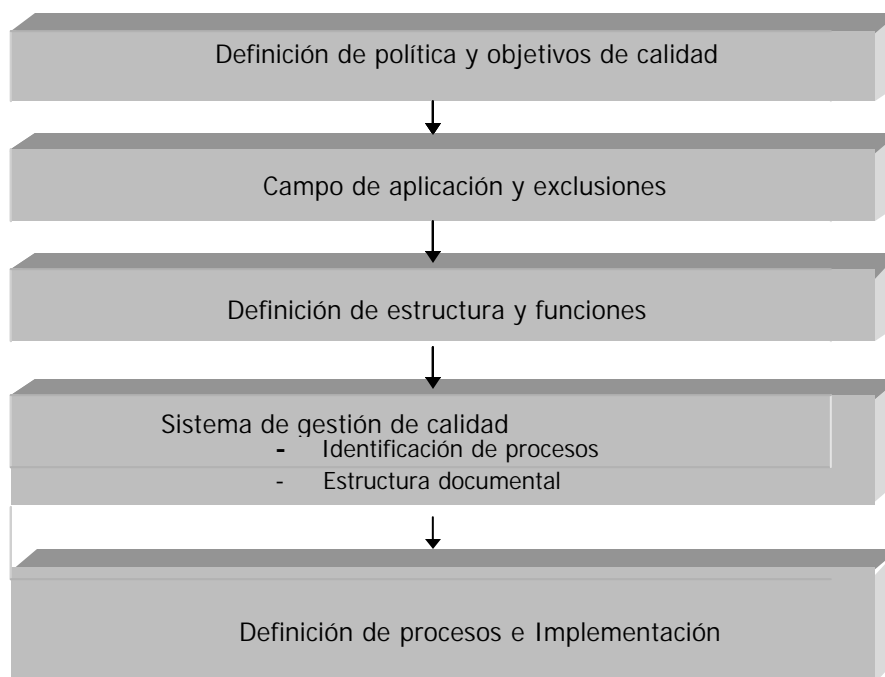 Definición de política y objetivos de calidad
Campo de aplicación y exclusiones
Definición de estructura y funciones
Sistema de gestión de calidad
- Identificación de procesos
- Estructura documental
Definición de procesos e Implementación